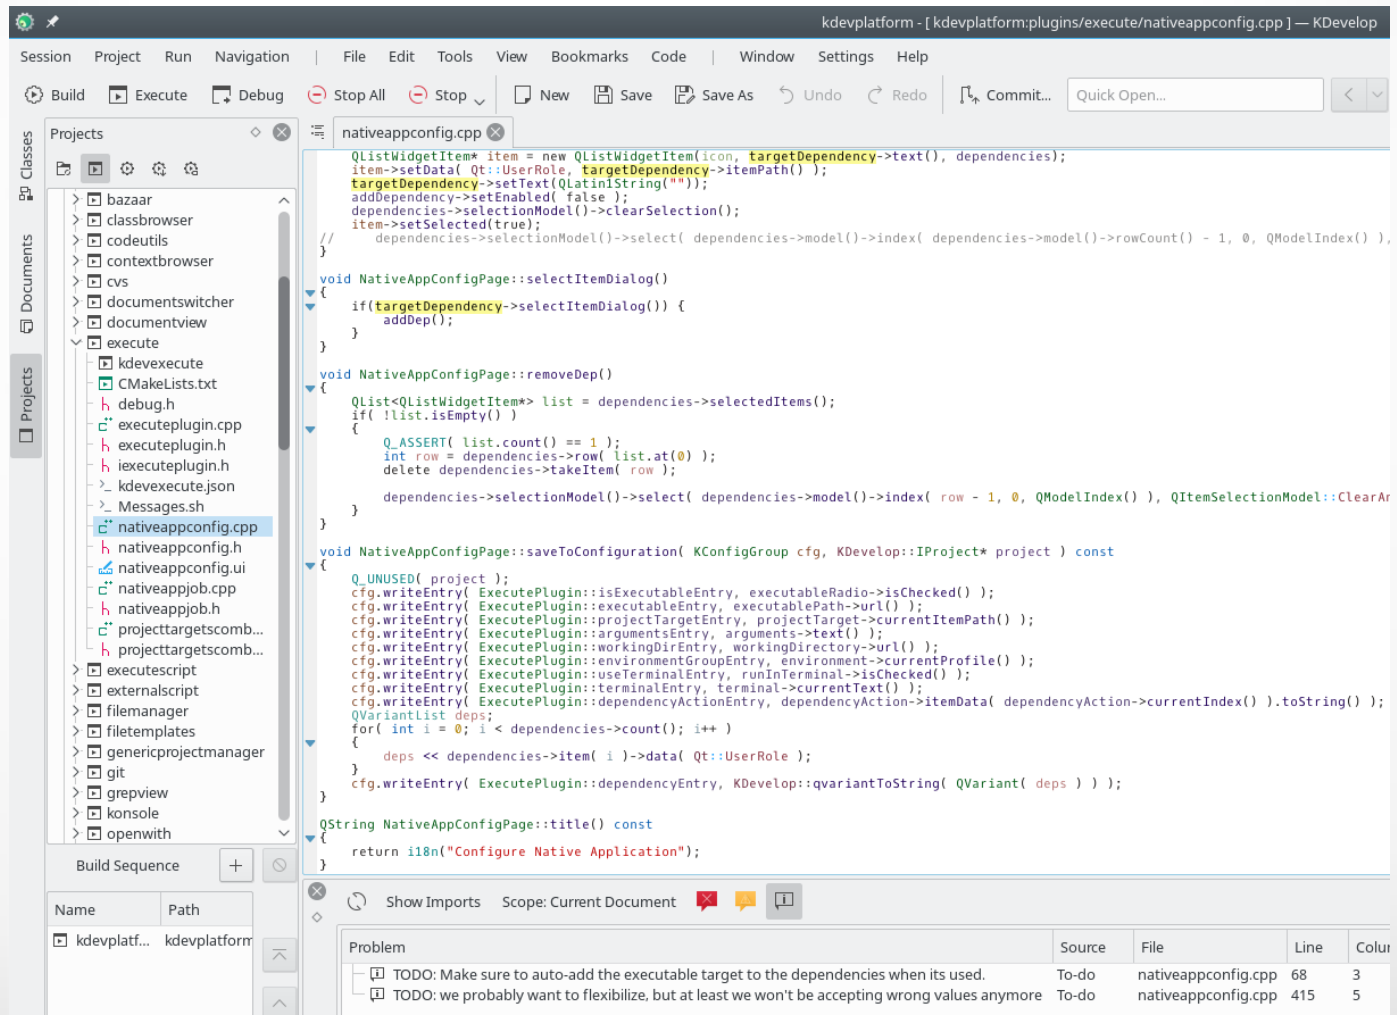 kdevplatform - [ kdevplatform:plugins/execute/nativeappconfig.cpp ] — KDevelop
Session Project Run Navigation | File Edit Tools View Bookmarks Code | Window Settings Help
Build Execute Debug Stop All Stop New Save Save As Undo Redo Commit... Quick Open...
Classes
Documents
Projects
Projects
bazaar
classbrowser
codeutils
contextbrowser
cvs
documentswitcher
documentview
execute
kdevexecute
CMakeLists.txt
debug.h
executeplugin.cpp
executeplugin.h
iexecuteplugin.h
kdevexecute.json
Messages.sh
nativeappconfig.cpp
nativeappconfig.h
nativeappconfig.ui
nativeappjob.cpp
nativeappjob.h
projecttargetscomb...
projecttargetscomb...
executescript
externalscript
filemanager
filetemplates
genericprojectmanager
git
grepview
konsole
openwith
Build Sequence
Name Path
kdevplatf... kdevplatform
nativeappconfig.cpp
    QListWidgetItem* item = new QListWidgetItem(icon, targetDependency->text(), dependencies);
    item->setData( Qt::UserRole, targetDependency->itemPath() );
    targetDependency->setText(QLatin1String(""));
    addDependency->setEnabled( false );
    dependencies->selectionModel()->clearSelection();
    item->setSelected(true);
//     dependencies->selectionModel()->select( dependencies->model()->index( dependencies->model()->rowCount() - 1, 0, QModelIndex() ),
}
void NativeAppConfigPage::selectItemDialog()
{
    if(targetDependency->selectItemDialog()) {
        addDep();
    }
}
void NativeAppConfigPage::removeDep()
{
    QList<QListWidgetItem*> list = dependencies->selectedItems();
    if( !list.isEmpty() )
    {
        Q_ASSERT( list.count() == 1 );
        int row = dependencies->row( list.at(0) );
        delete dependencies->takeItem( row );
        dependencies->selectionModel()->select( dependencies->model()->index( row - 1, 0, QModelIndex() ), QItemSelectionModel::ClearAn
    }
}
void NativeAppConfigPage::saveToConfiguration( KConfigGroup cfg, KDevelop::IProject* project ) const
{
    Q_UNUSED( project );
    cfg.writeEntry( ExecutePlugin::isExecutableEntry, executableRadio->isChecked() );
    cfg.writeEntry( ExecutePlugin::executableEntry, executablePath->url() );
    cfg.writeEntry( ExecutePlugin::projectTargetEntry, projectTarget->currentItemPath() );
    cfg.writeEntry( ExecutePlugin::argumentsEntry, arguments->text() );
    cfg.writeEntry( ExecutePlugin::workingDirEntry, workingDirectory->url() );
    cfg.writeEntry( ExecutePlugin::environmentGroupEntry, environment->currentProfile() );
    cfg.writeEntry( ExecutePlugin::useTerminalEntry, runInTerminal->isChecked() );
    cfg.writeEntry( ExecutePlugin::terminalEntry, terminal->currentText() );
    cfg.writeEntry( ExecutePlugin::dependencyActionEntry, dependencyAction->itemData( dependencyAction->currentIndex() ).toString() );
    QVariantList deps;
    for( int i = 0; i < dependencies->count(); i++ )
    {
        deps << dependencies->item( i )->data( Qt::UserRole );
    }
    cfg.writeEntry( ExecutePlugin::dependencyEntry, KDevelop::qvariantToString( QVariant( deps ) ) );
}
QString NativeAppConfigPage::title() const
{
    return i18n("Configure Native Application");
}
Show Imports Scope: Current Document
Problem Source File Line Colu
TODO: Make sure to auto-add the executable target to the dependencies when its used. To-do nativeappconfig.cpp 68 3
TODO: we probably want to flexibilize, but at least we won't be accepting wrong values anymore To-do nativeappconfig.cpp 415 5